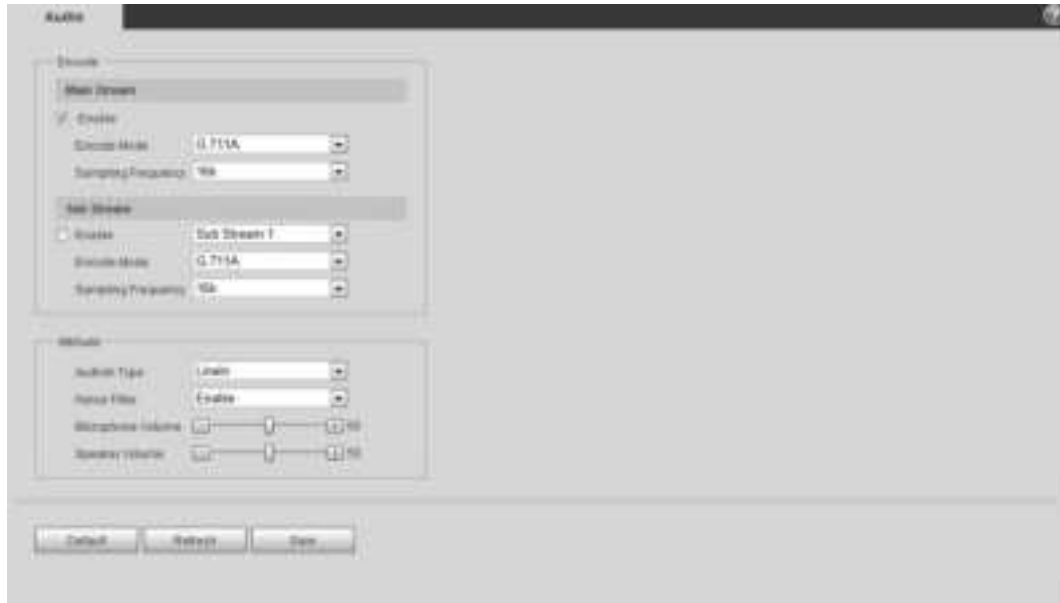 Audio
Encode
Main Stream
Enable
Encode Mode G.711A
Sampling Frequency 16k
Sub Stream
Enable Sub Stream 1
Encode Mode G.711A
Sampling Frequency 16k
Attribute
AudioIn Type LineIn
Noise Filter Enable
Microphone Volume 50
Speaker Volume 50
Default Refresh Save